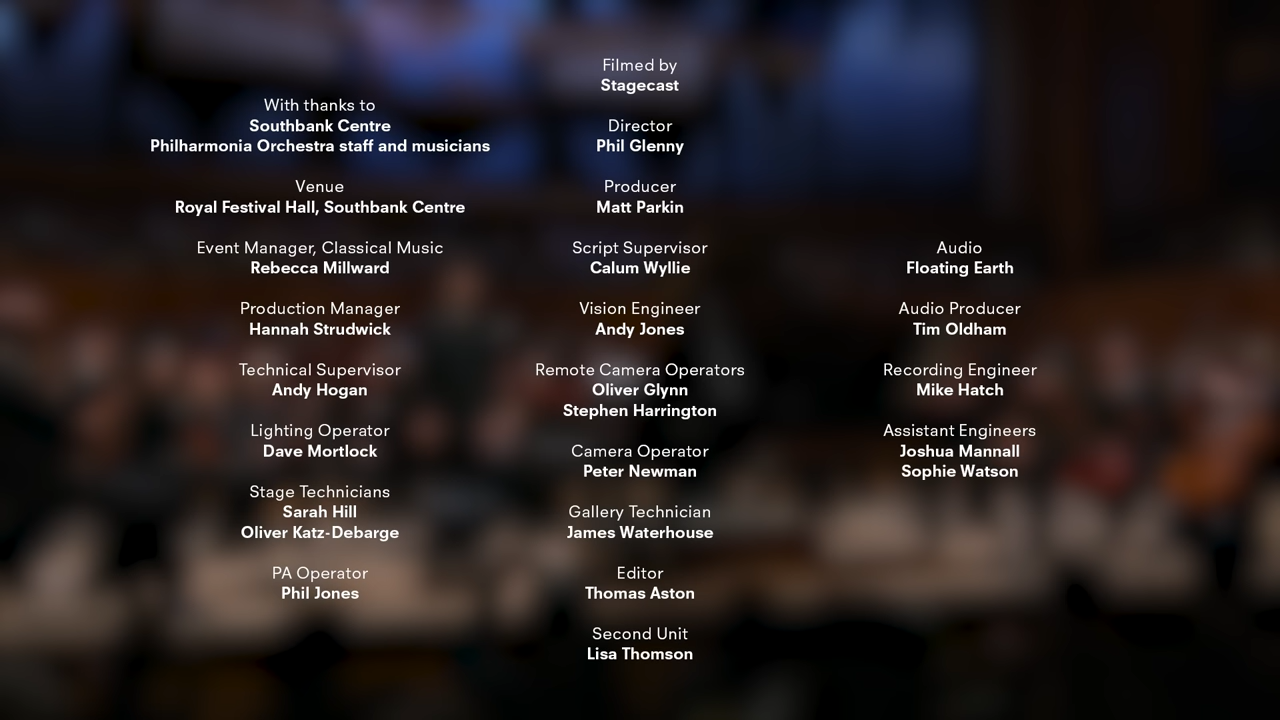 With thanks to
Southbank Centre
Philharmonia Orchestra staff and musicians
Venue
Royal Festival Hall, Southbank Centre
Event Manager, Classical Music
Rebecca Millward
Production Manager
Hannah Strudwick
Technical Supervisor
Andy Hogan
Lighting Operator
Dave Mortlock
Stage Technicians
Sarah Hill
Oliver Katz-Debarge
PA Operator
Phil Jones
Filmed by
Stagecast
Director
Phil Glenny
Producer
Matt Parkin
Script Supervisor
Calum Wyllie
Vision Engineer
Andy Jones
Remote Camera Operators
Oliver Glynn
Stephen Harrington
Camera Operator
Peter Newman
Gallery Technician
James Waterhouse
Editor
Thomas Aston
Second Unit
Lisa Thomson
Audio
Floating Earth
Audio Producer
Tim Oldham
Recording Engineer
Mike Hatch
Assistant Engineers
Joshua Mannall
Sophie Watson